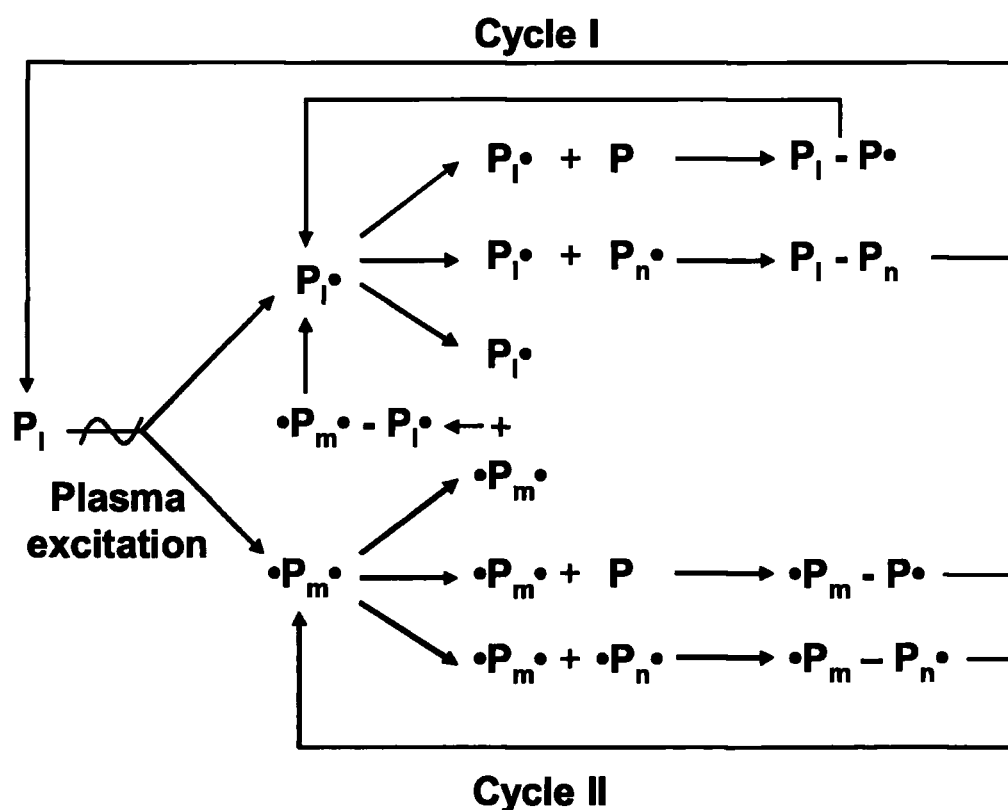 Cycle I
Pl• + P Pl - P•
Pl• + Pn• Pl - Pn
Pl•
Pl•
Pl •Pm• - Pl• +
•Pm•
Plasma
excitation
•Pm• •Pm• + P •Pm - P•
•Pm• + •Pn• •Pm – Pn•
Cycle II